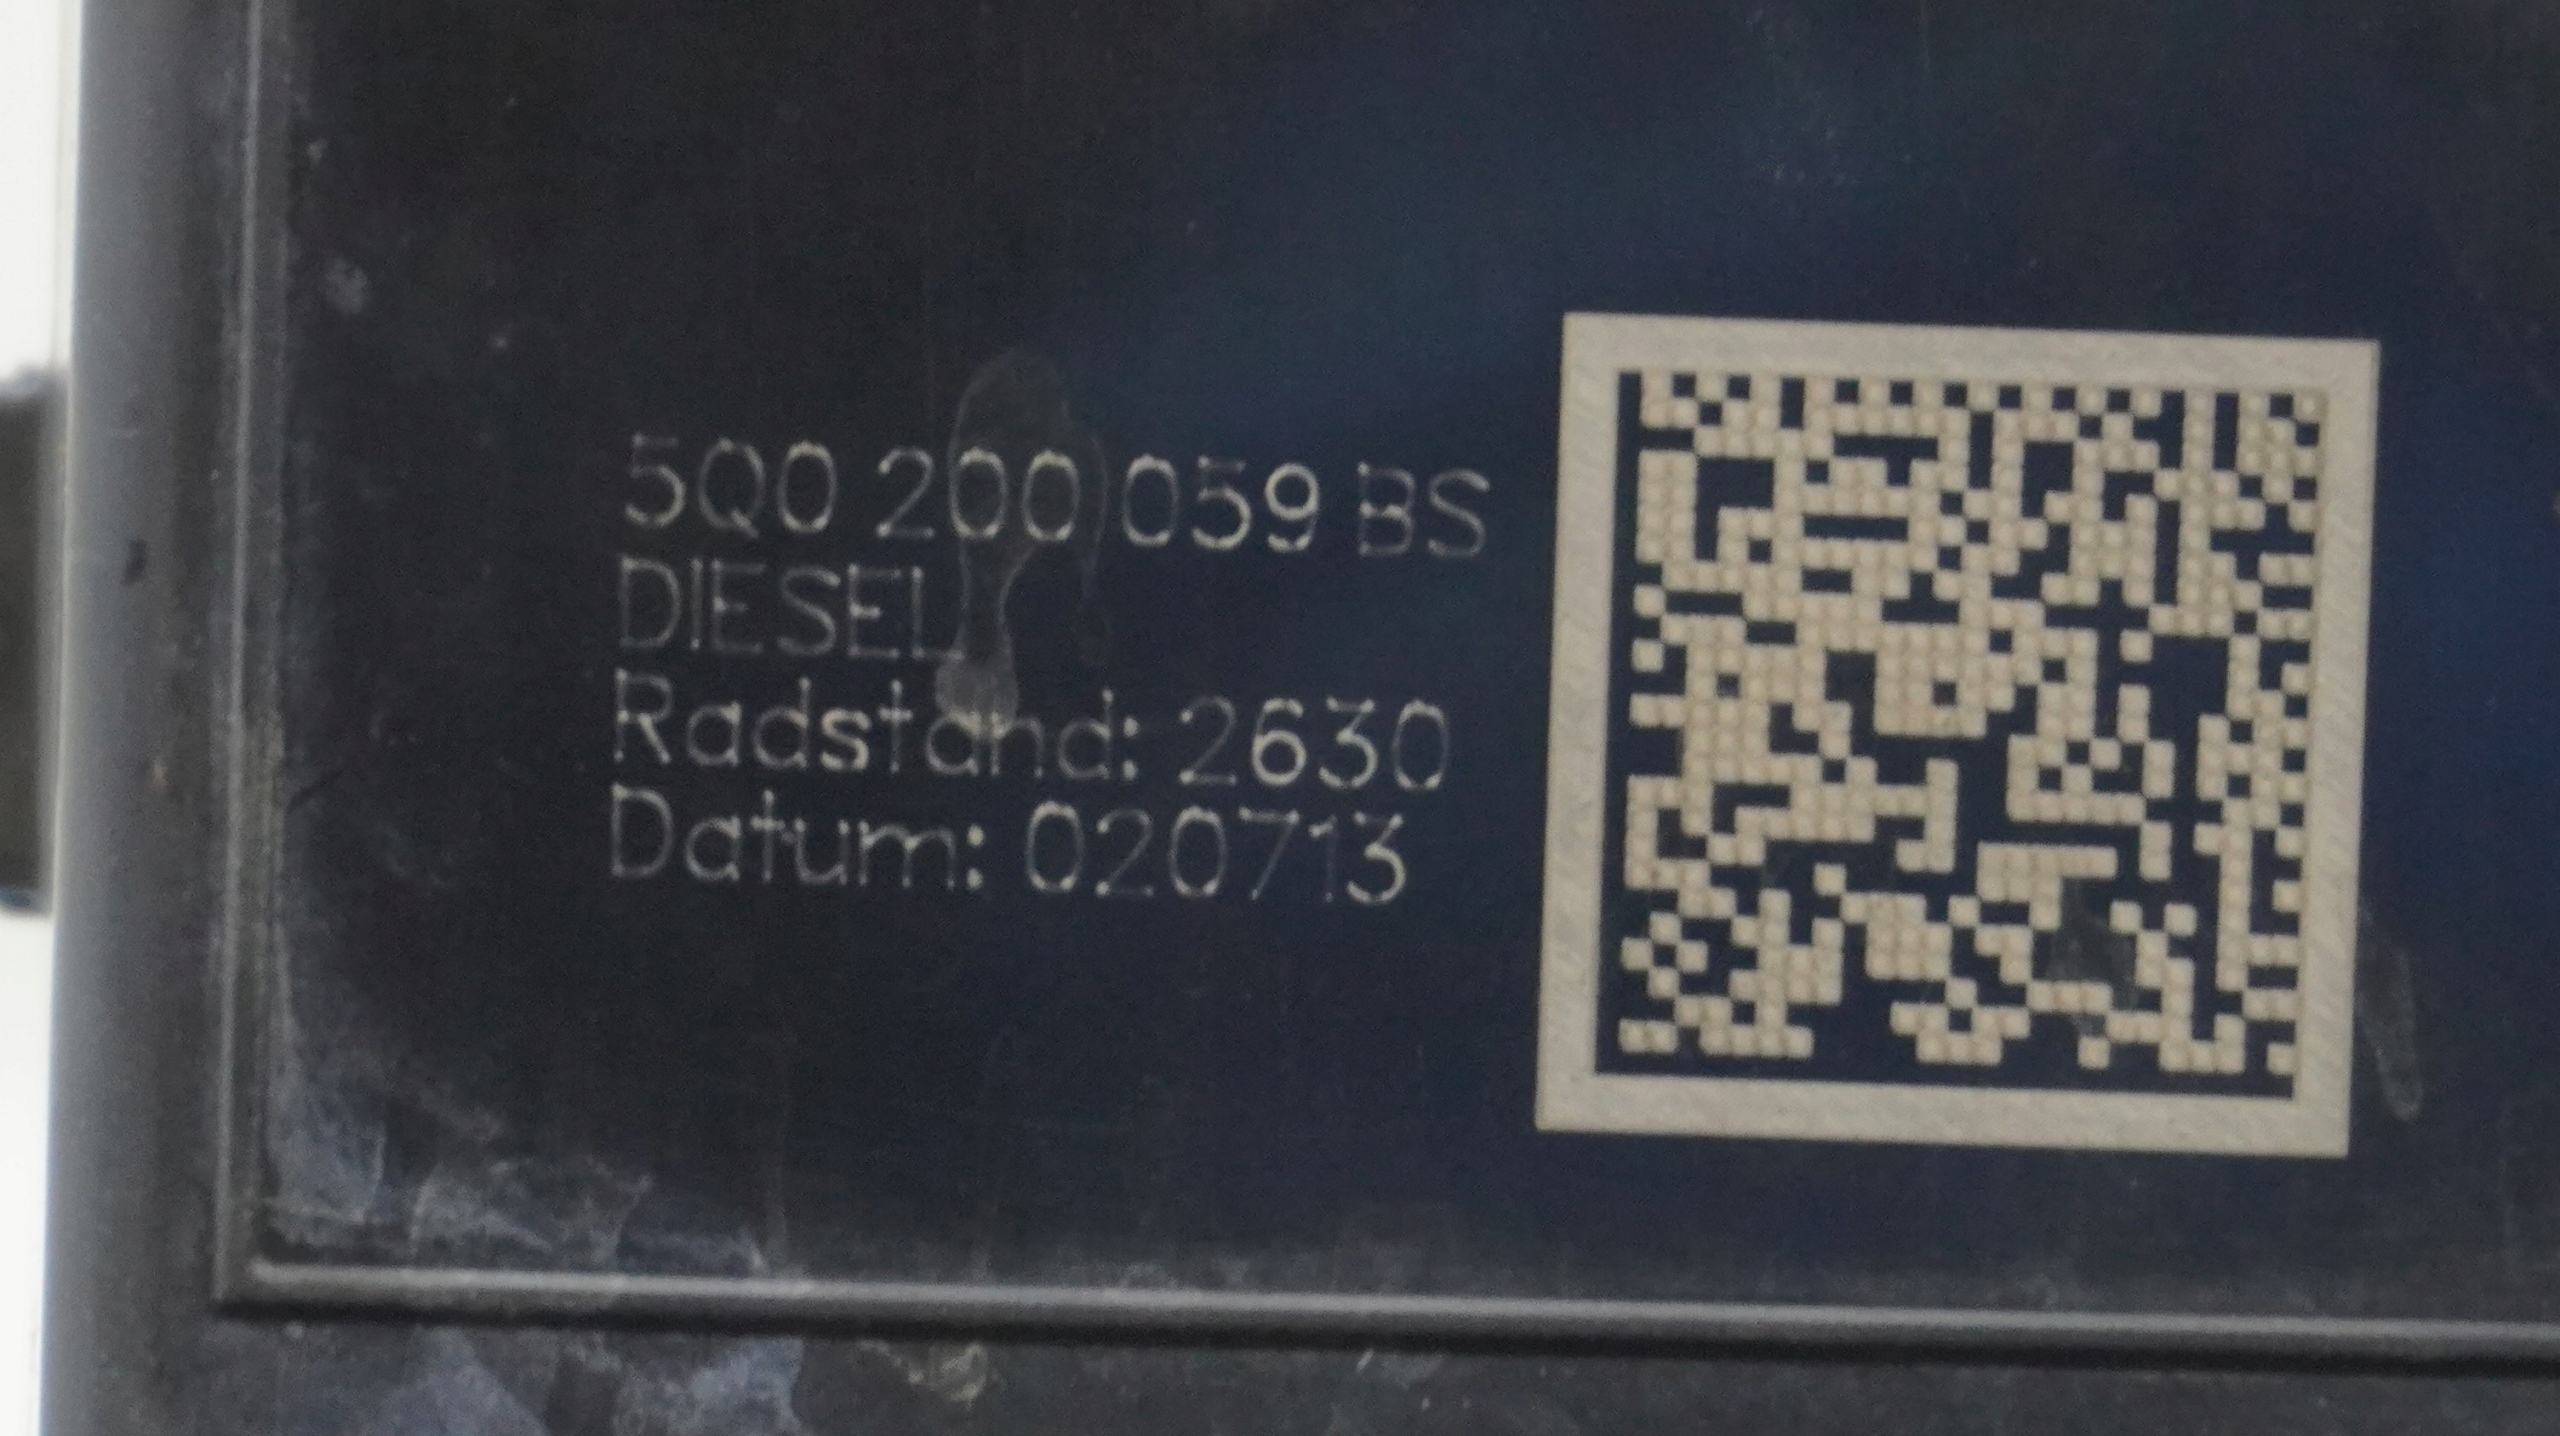 5Q0 200 059 BS
DIESEL
Radstand: 2630
Datum: 020713